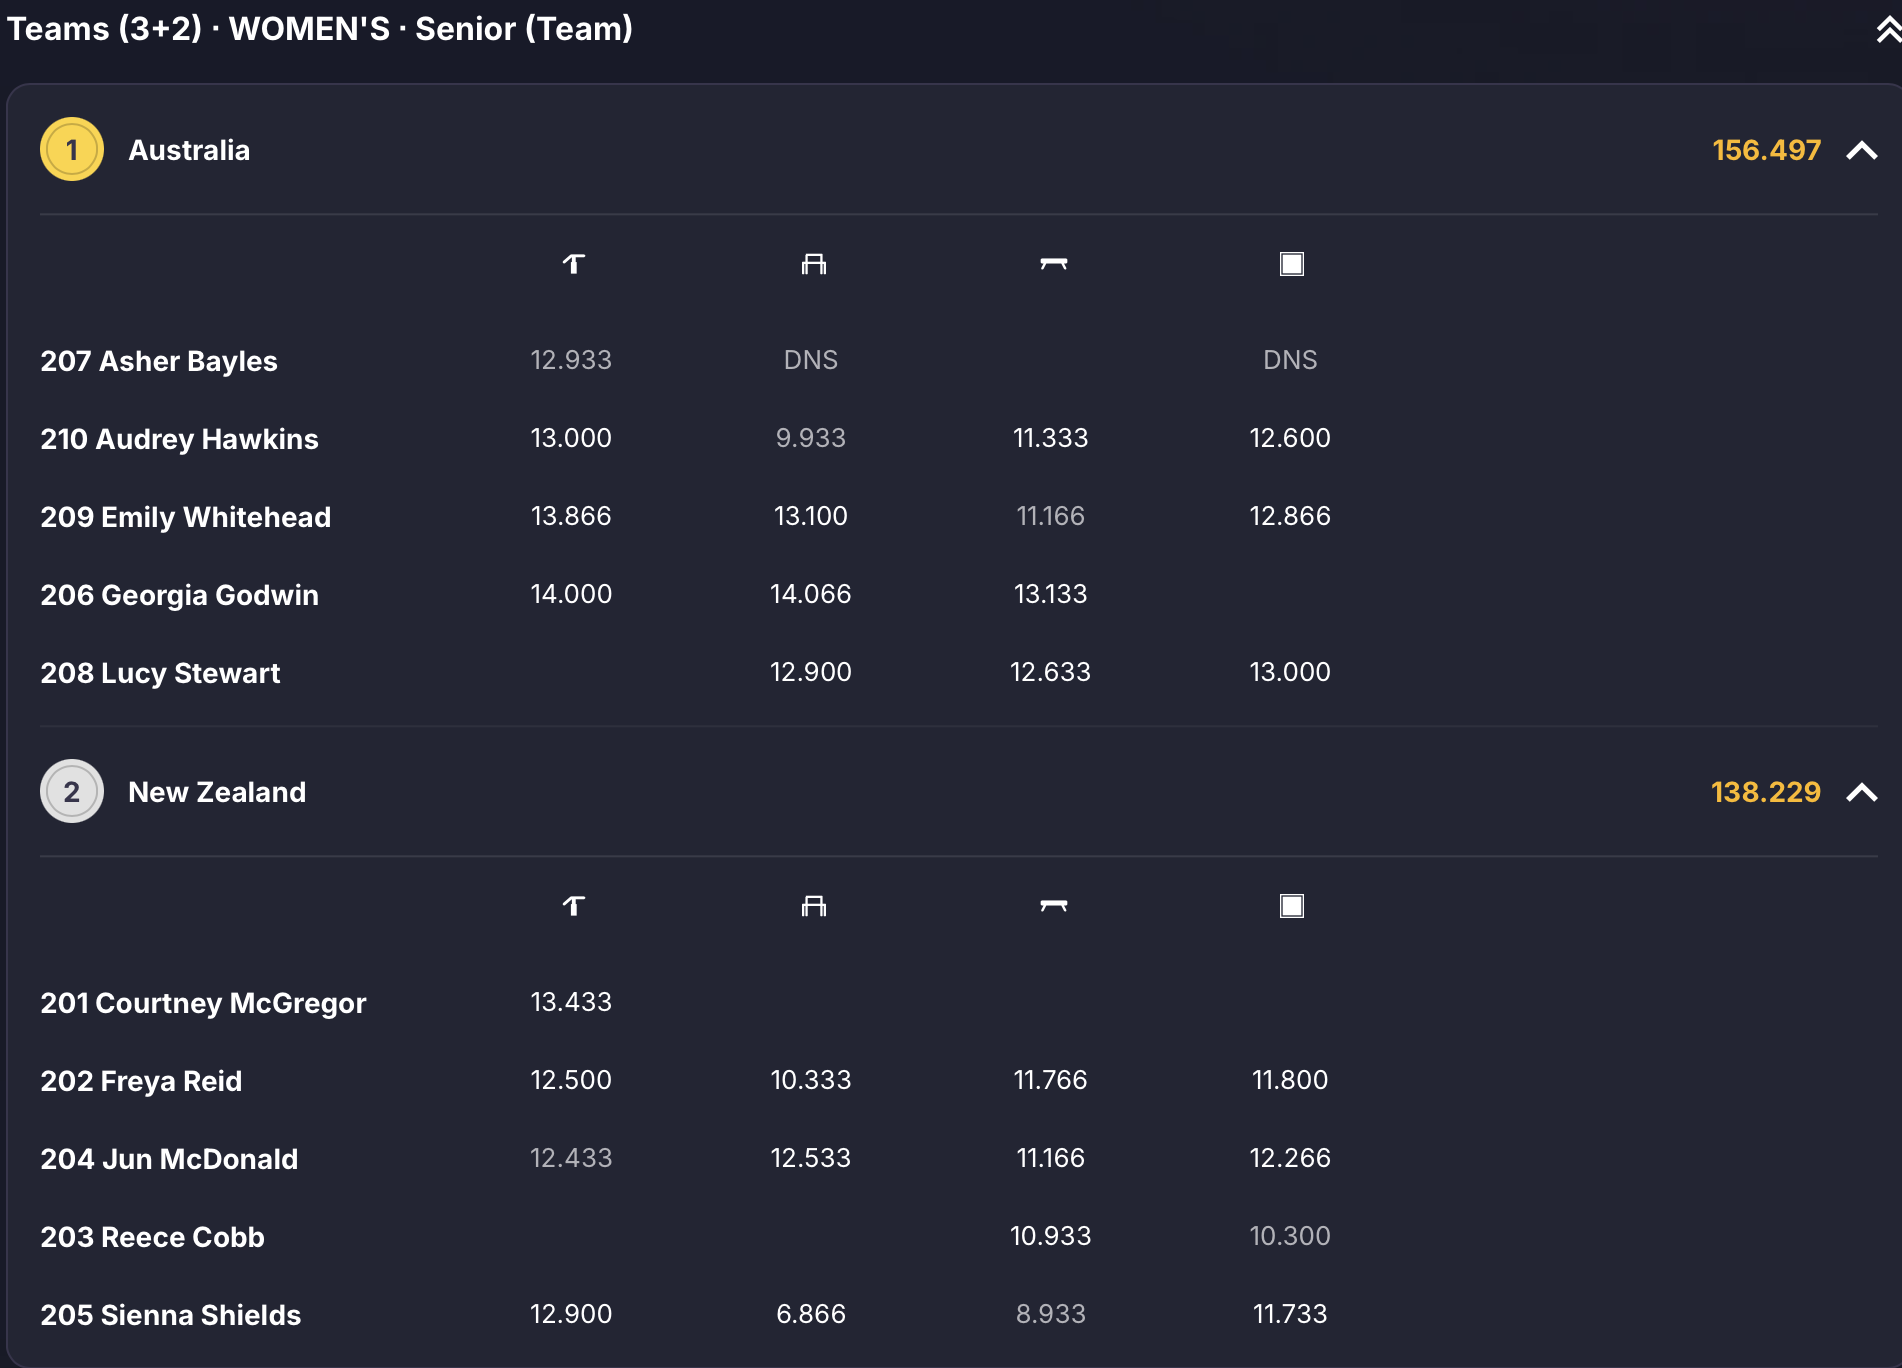 Teams (3+2) · WOMEN'S · Senior (Team)
1 Australia 156.497
207 Asher Bayles 12.933 DNS DNS
210 Audrey Hawkins 13.000 9.933 11.333 12.600
209 Emily Whitehead 13.866 13.100 11.166 12.866
206 Georgia Godwin 14.000 14.066 13.133
208 Lucy Stewart 12.900 12.633 13.000
2 New Zealand 138.229
201 Courtney McGregor 13.433
202 Freya Reid 12.500 10.333 11.766 11.800
204 Jun McDonald 12.433 12.533 11.166 12.266
203 Reece Cobb 10.933 10.300
205 Sienna Shields 12.900 6.866 8.933 11.733